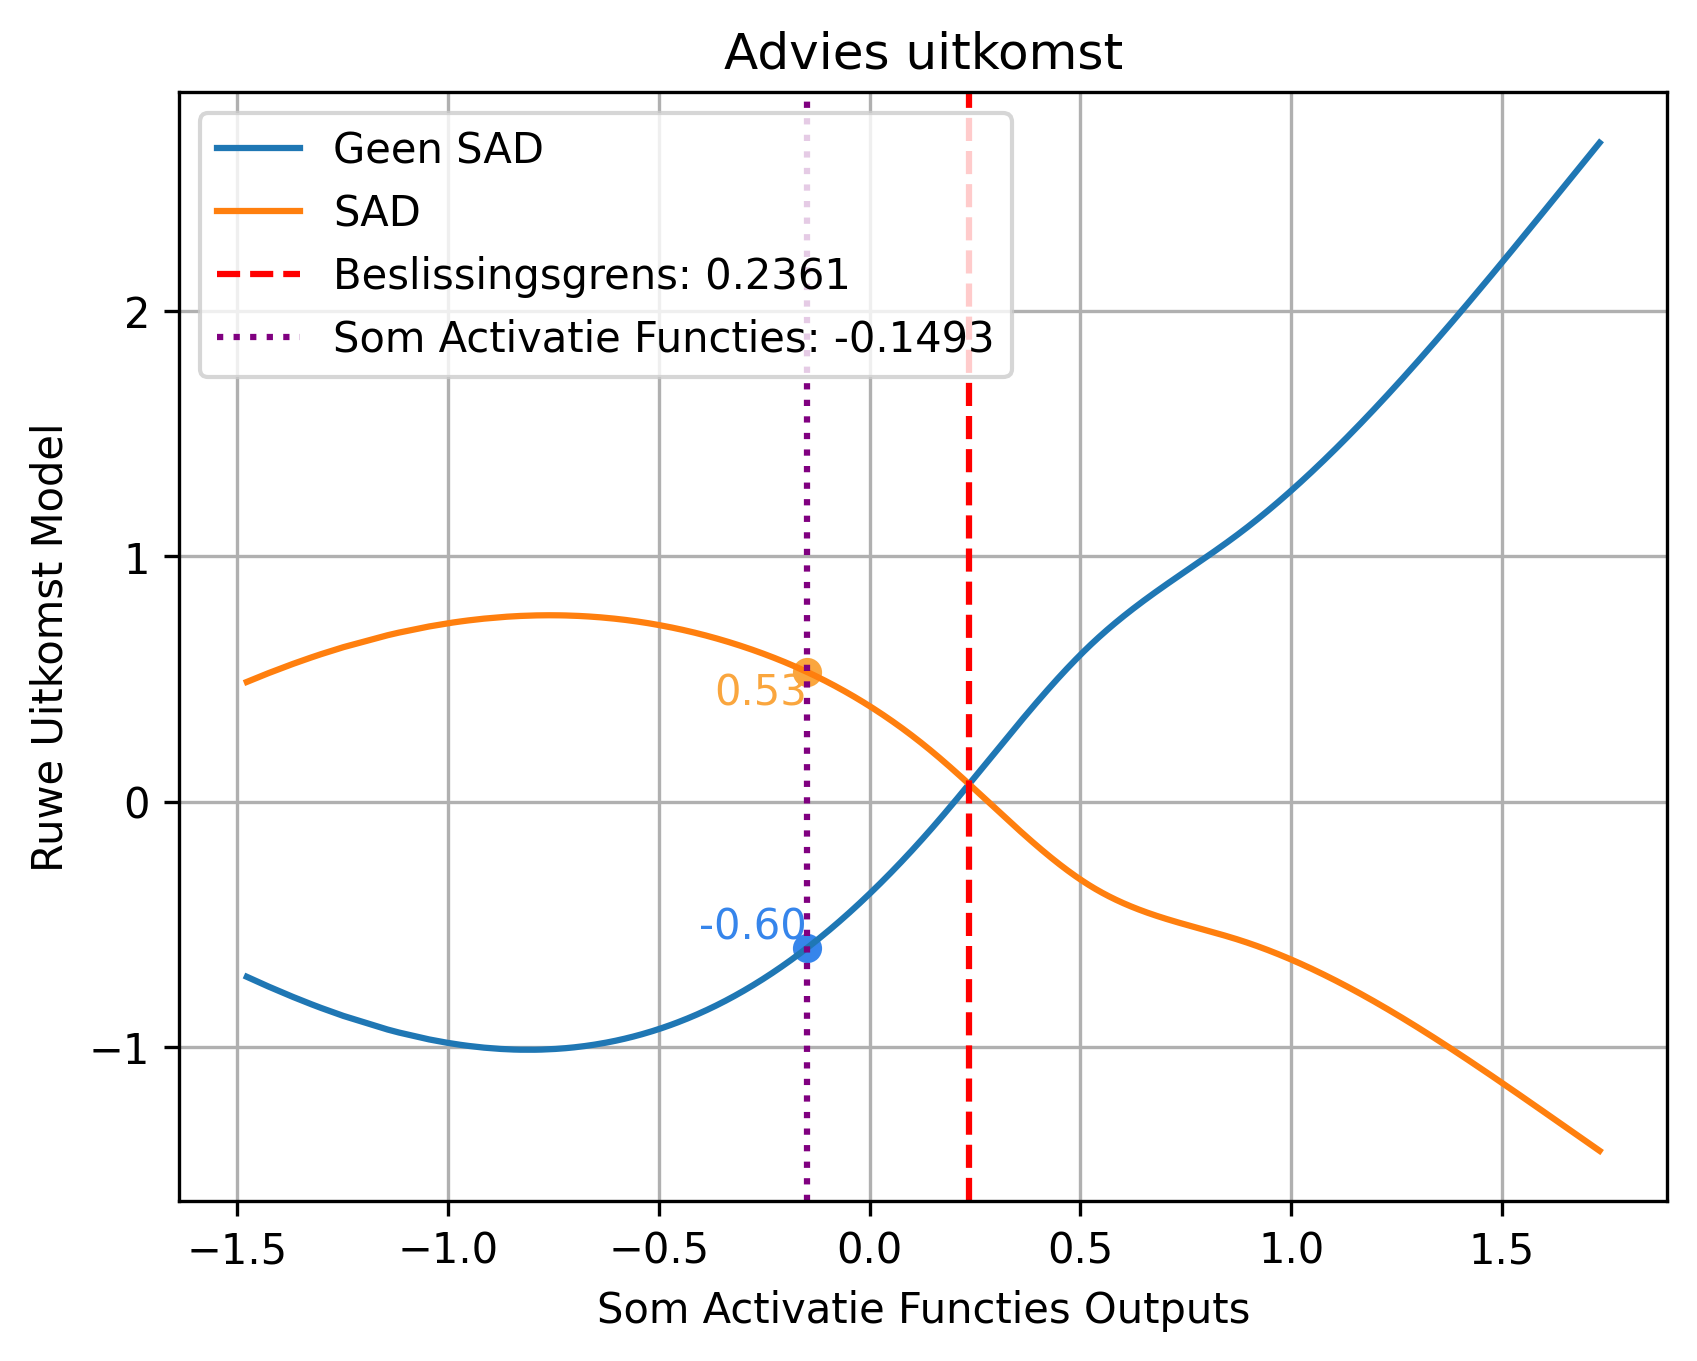 Advies uitkomst
Geen SAD
SAD
Beslissingsgrens: 0.2361
Som Activatie Functies: -0.1493
Ruwe Uitkomst Model
2
1
0
−1
0.53
-0.60
−1.5
−1.0
−0.5
0.0
0.5
1.0
1.5
Som Activatie Functies Outputs